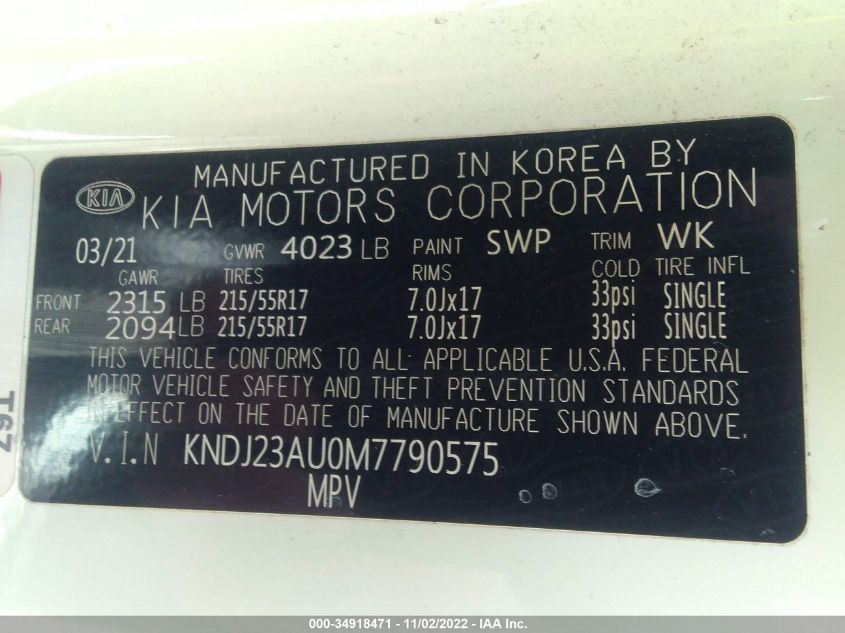 MANUFACTURED IN KOREA BY
KIA KIA MOTORS CORPORATION
03/21 GVWR 4023 LB PAINT SWP TRIM WK
GAWR TIRES RIMS COLD TIRE INFL
FRONT 2315 LB 215/55R17 7.0Jx17 33psi SINGLE
REAR 2094 LB 215/55R17 7.0Jx17 33psi SINGLE
THIS VEHICLE CONFORMS TO ALL APPLICABLE U.S.A. FEDERAL
MOTOR VEHICLE SAFETY AND THEFT PREVENTION STANDARDS
IN EFFECT ON THE DATE OF MANUFACTURE SHOWN ABOVE.
V.I.N KNDJ23AU0M7790575
MPV
000-34918471 - 11/02/2022 - IAA Inc.